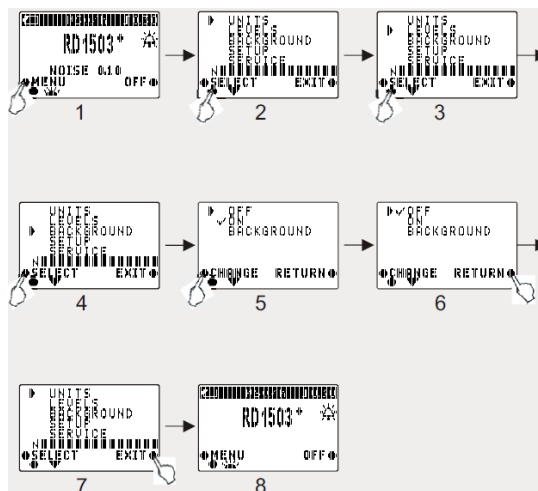 RD1503+
NOISE 0.10
MENU OFF
1
UNITS
LEVELS
BACKGROUND
SETUP
SERVICE
SELECT EXIT
2
UNITS
LEVELS
BACKGROUND
SETUP
SERVICE
SELECT EXIT
3
UNITS
LEVELS
BACKGROUND
SETUP
SERVICE
SELECT EXIT
4
OFF
ON
BACKGROUND
CHANGE RETURN
5
OFF
ON
BACKGROUND
CHANGE RETURN
6
UNITS
LEVELS
BACKGROUND
SETUP
SERVICE
SELECT EXIT
7
RD1503+
MENU OFF
8